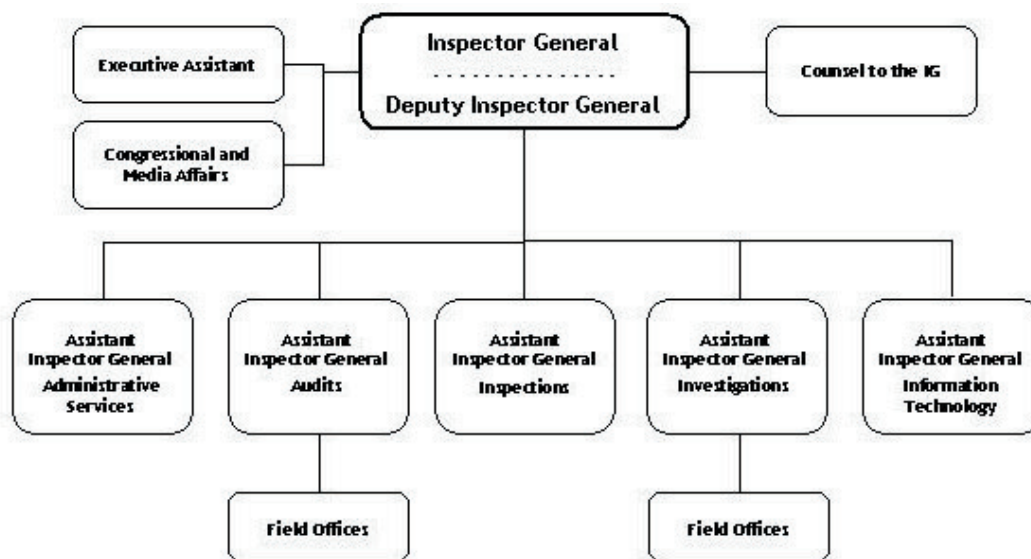 Inspector General
. . . . . . . . . . . . . . .
Deputy Inspector General
Executive Assistant
Congressional and
Media Affairs
Counsel to the IG
Assistant
Inspector General
Administrative
Services
Assistant
Inspector General
Audits
Assistant
Inspector General
Inspections
Assistant
Inspector General
Investigations
Assistant
Inspector General
Information
Technology
Field Offices
Field Offices